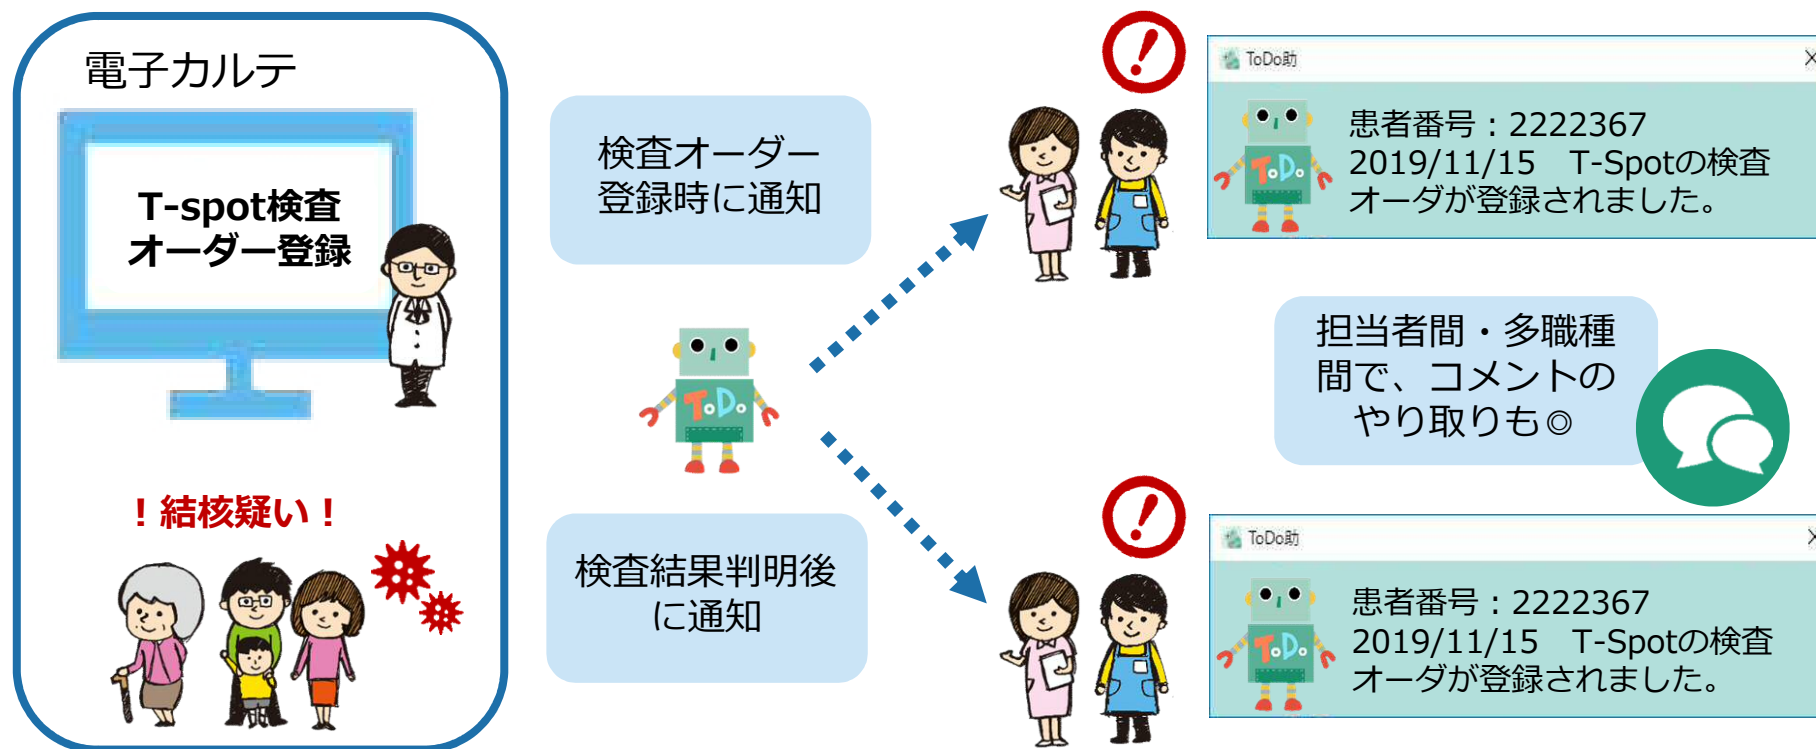 電子カルテ
T-spot検査
オーダー登録
！結核疑い！
検査オーダー
登録時に通知
ToDo
検査結果判明後
に通知
ToDo助
ToDo
患者番号：2222367
2019/11/15　T-Spotの検査
オーダが登録されました。
担当者間・多職種
間で、コメントの
やり取りも◎
ToDo助
ToDo
患者番号：2222367
2019/11/15　T-Spotの検査
オーダが登録されました。